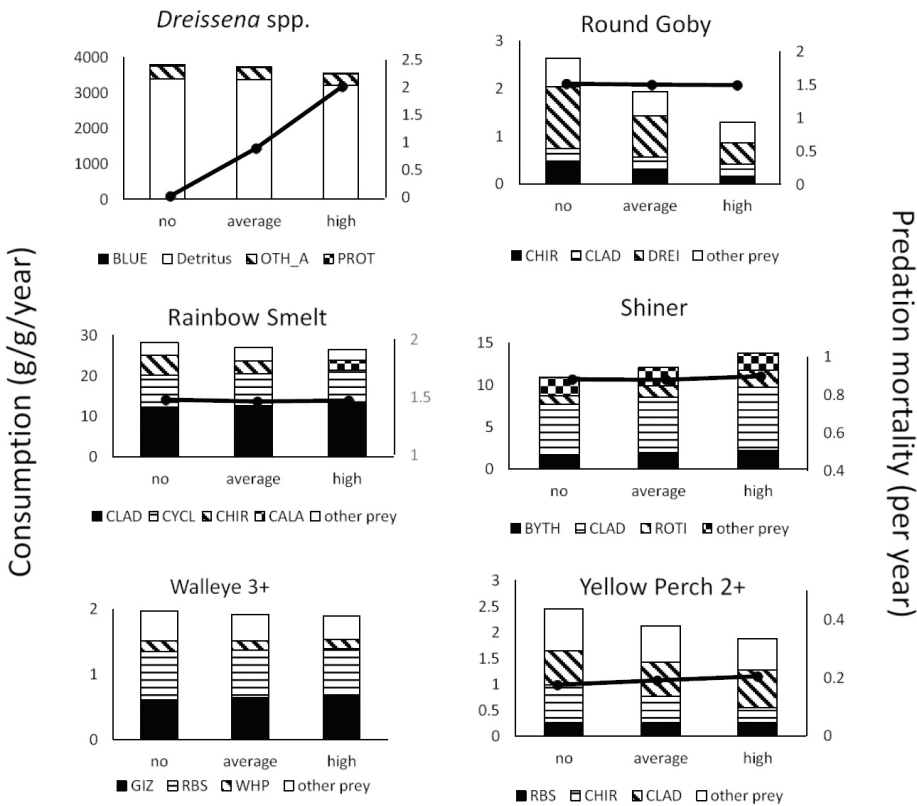 Consumption (g/g/year)
Predation mortality (per year)
Dreissena spp.
4000
3000
2000
1000
0
2.5
2
1.5
1
0.5
0
no average high
BLUE Detritus OTH_A PROT
Round Goby
3
2
1
0
2
1.5
1
0.5
0
no average high
CHIR CLAD DREI other prey
Rainbow Smelt
30
20
10
0
2
1.5
1
no average high
CLAD CYCL CHIR CALA other prey
Shiner
15
10
5
0
1
0.8
0.6
0.4
no average high
BYTH CLAD ROTI other prey
Walleye 3+
2
1
0
no average high
GIZ RBS WHP other prey
Yellow Perch 2+
3
2.5
2
1.5
1
0.5
0
0.4
0.2
0
no average high
RBS CHIR CLAD other prey